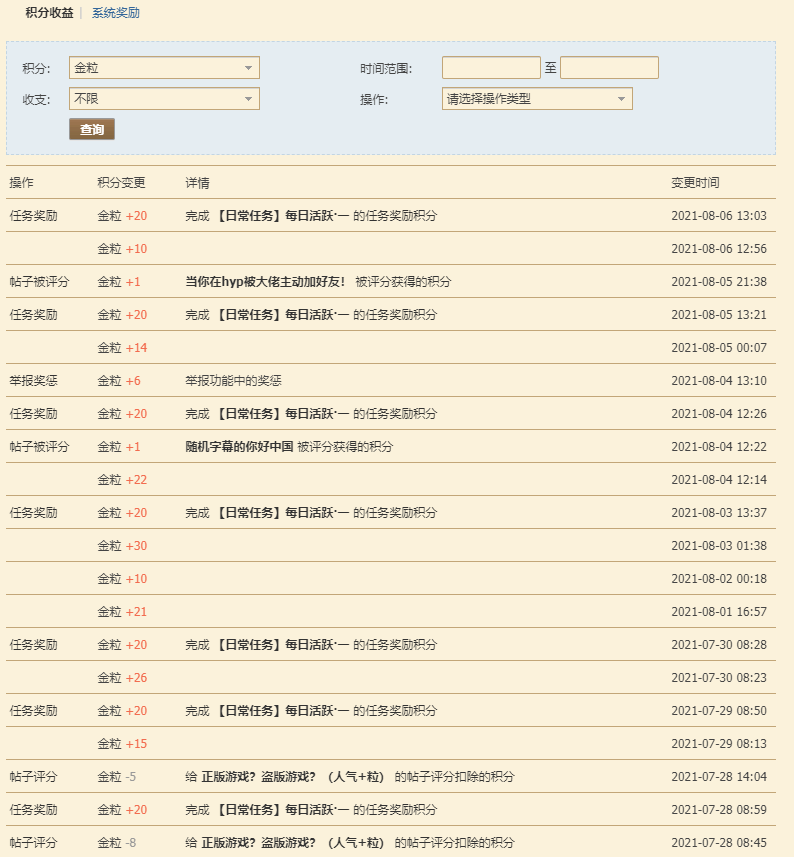 积分收益 | 系统奖励
积分: 金粒 时间范围: 至
收支: 不限 操作: 请选择操作类型
查询
操作 积分变更 详情 变更时间
任务奖励 金粒 +20 完成 【日常任务】每日活跃·一 的任务奖励积分 2021-08-06 13:03
金粒 +10 2021-08-06 12:56
帖子被评分 金粒 +1 当你在hyp被大佬主动加好友! 被评分获得的积分 2021-08-05 21:38
任务奖励 金粒 +20 完成 【日常任务】每日活跃·一 的任务奖励积分 2021-08-05 13:21
金粒 +14 2021-08-05 00:07
举报奖惩 金粒 +6 举报功能中的奖惩 2021-08-04 13:10
任务奖励 金粒 +20 完成 【日常任务】每日活跃·一 的任务奖励积分 2021-08-04 12:26
帖子被评分 金粒 +1 随机字幕的你好中国 被评分获得的积分 2021-08-04 12:22
金粒 +22 2021-08-04 12:14
任务奖励 金粒 +20 完成 【日常任务】每日活跃·一 的任务奖励积分 2021-08-03 13:37
金粒 +30 2021-08-03 01:38
金粒 +10 2021-08-02 00:18
金粒 +21 2021-08-01 16:57
任务奖励 金粒 +20 完成 【日常任务】每日活跃·一 的任务奖励积分 2021-07-30 08:28
金粒 +26 2021-07-30 08:23
任务奖励 金粒 +20 完成 【日常任务】每日活跃·一 的任务奖励积分 2021-07-29 08:50
金粒 +15 2021-07-29 08:13
帖子评分 金粒 -5 给 正版游戏？盗版游戏？（人气+粒） 的帖子评分扣除的积分 2021-07-28 14:04
任务奖励 金粒 +20 完成 【日常任务】每日活跃·一 的任务奖励积分 2021-07-28 08:59
帖子评分 金粒 -8 给 正版游戏？盗版游戏？（人气+粒） 的帖子评分扣除的积分 2021-07-28 08:45